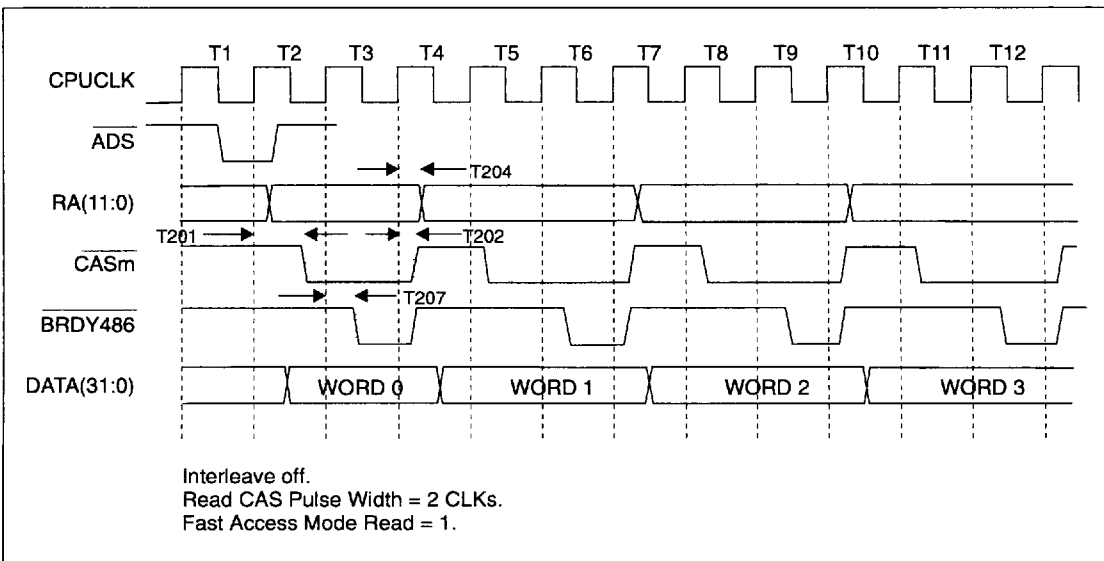 T1 T2 T3 T4 T5 T6 T7 T8 T9 T10 T11 T12
CPUCLK
ADS
T204
RA(11:0)
T201 T202
CASm
T207
BRDY486
DATA(31:0) WORD 0 WORD 1 WORD 2 WORD 3
Interleave off.
Read CAS Pulse Width = 2 CLKs.
Fast Access Mode Read = 1.